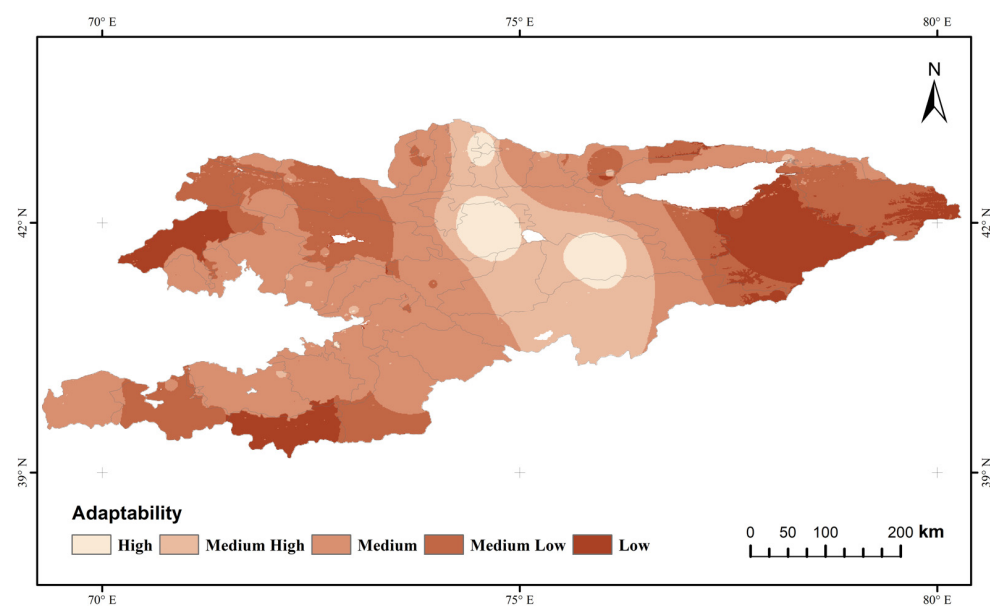 70° E 75° E 80° E
N
42° N 42° N
39° N 39° N
Adaptability
High Medium High Medium Medium Low Low
0 50 100 200 km
70° E 75° E 80° E